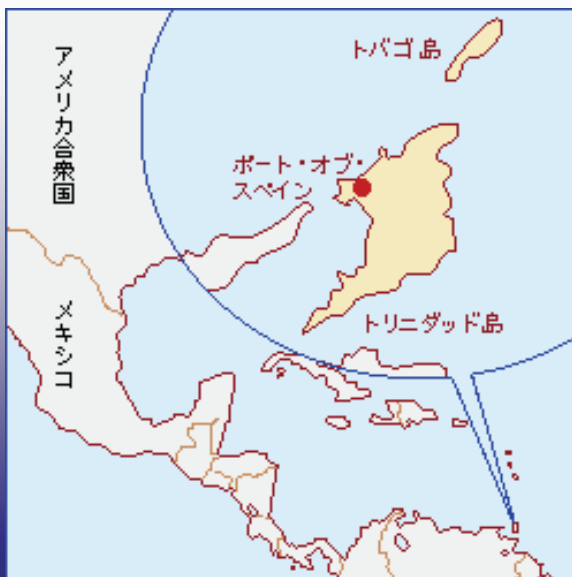 アメリカ合衆国
トバゴ島
ポート・オブ・
スペイン
トリニダッド島
メキシコ